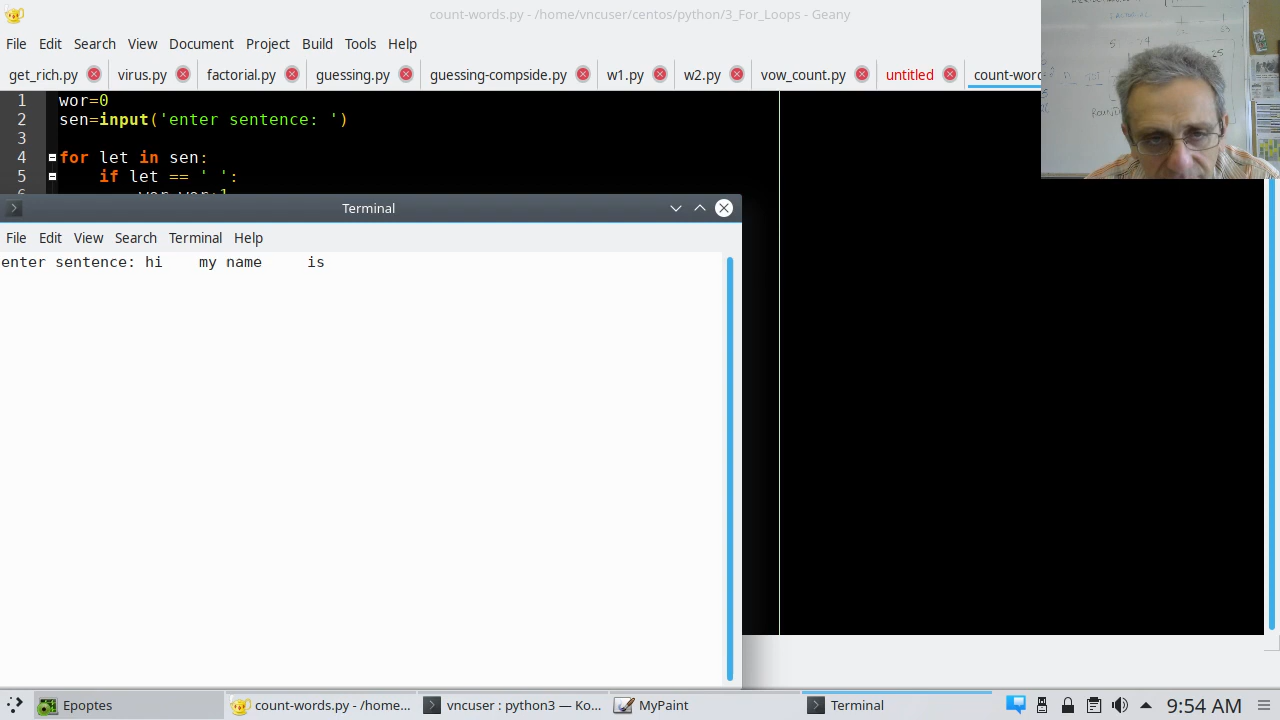 count-words.py - /home/vncuser/centos/python/3_For_Loops - Geany
File Edit Search View Document Project Build Tools Help
get_rich.py virus.py factorial.py guessing.py guessing-compside.py w1.py w2.py vow_count.py untitled count-word
1 wor=0
2 sen=input('enter sentence: ')
3
4 for let in sen:
5 if let == ' ':
Terminal
File Edit View Search Terminal Help
enter sentence: hi    my name     is
Epoptes count-words.py - /home... vncuser : python3 — Ko... MyPaint Terminal 9:54 AM